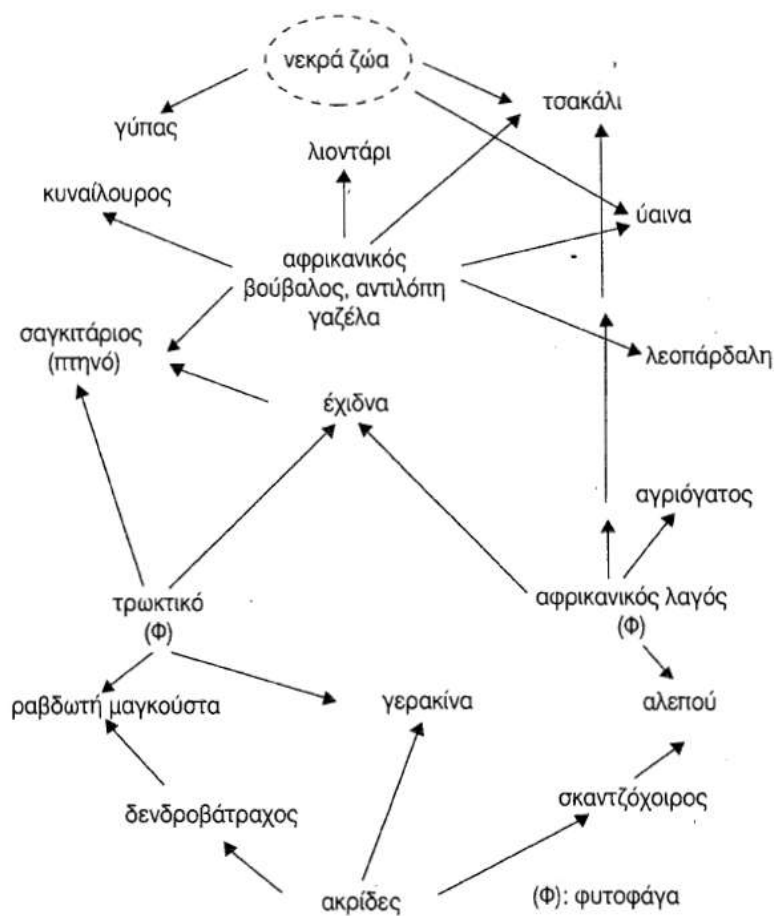 νεκρά ζώα
τσακάλι
γύπας
λιοντάρι
κυναίλουρος
ύαινα
αφρικανικός
βούβαλος, αντιλόπη
γαζέλα
σαγκιτάριος
(πτηνό)
λεοπάρδαλη
έχιδνα
αγριόγατος
τρωκτικό
(Φ)
αφρικανικός λαγός
(Φ)
ραβδωτή μαγκούστα
γερακίνα
αλεπού
δενδροβάτραχος
σκαντζόχοιρος
ακρίδες
(Φ): φυτοφάγα